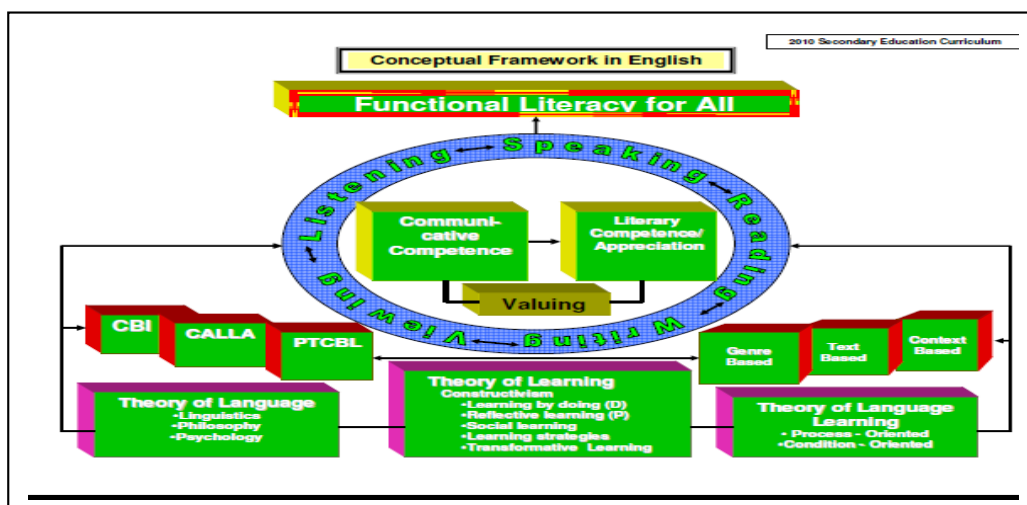 2010 Secondary Education Curriculum
Conceptual Framework in English
Functional Literacy for All
Listening Speaking Reading Writing Viewing
Communi-
cative
Competence
Literary
Competence/
Appreciation
Valuing
CBI
CALLA
PTCBL
Genre
Based
Text
Based
Context
Based
Theory of Language
•Linguistics
•Philosophy
•Psychology
Theory of Learning
Constructivism
•Learning by doing (D)
•Reflective learning (P)
•Social learning
•Learning strategies
•Transformative Learning
Theory of Language
Learning
• Process - Oriented
•Condition - Oriented